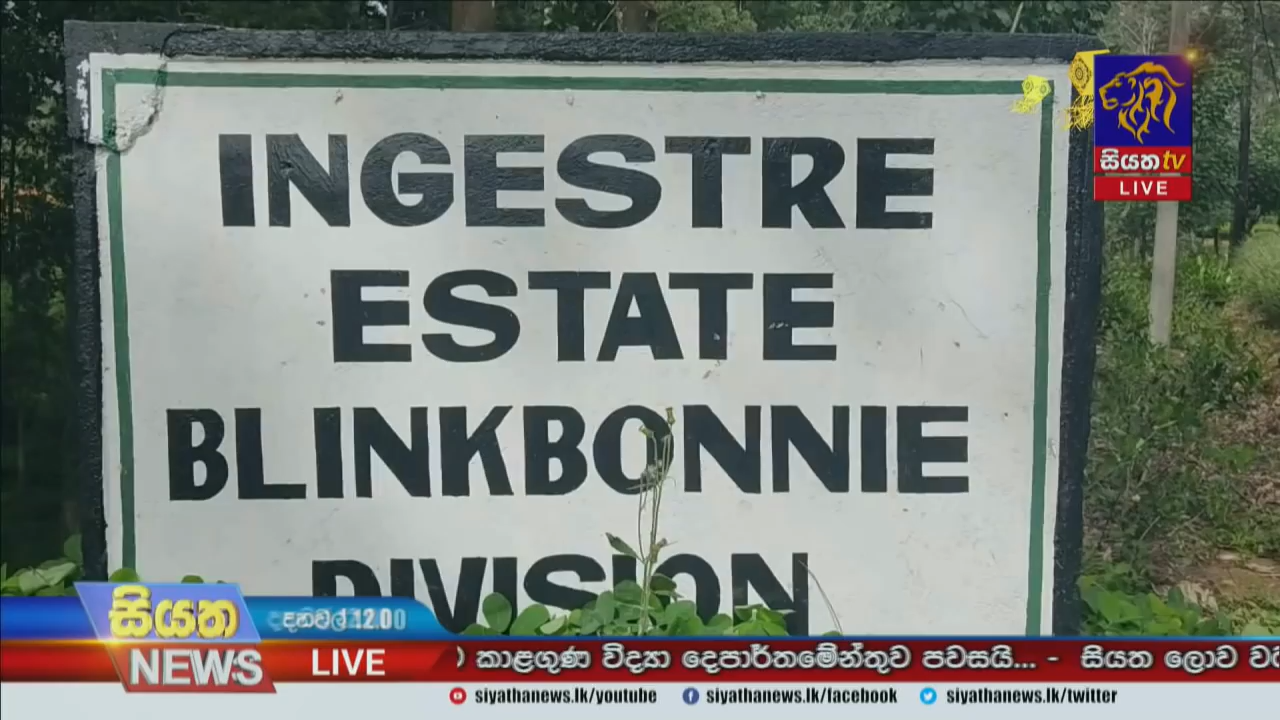 INGESTRE
ESTATE
BLINKBONNIE
DIVISION
සියත tv
LIVE
සියත
NEWS
දහවල් 12.00
LIVE
කාළගුණ විද්‍යා දෙපාර්තමේන්තුව පවසයි... - සියත ලොව
siyathanews.lk/youtube
siyathanews.lk/facebook
siyathanews.lk/twitter